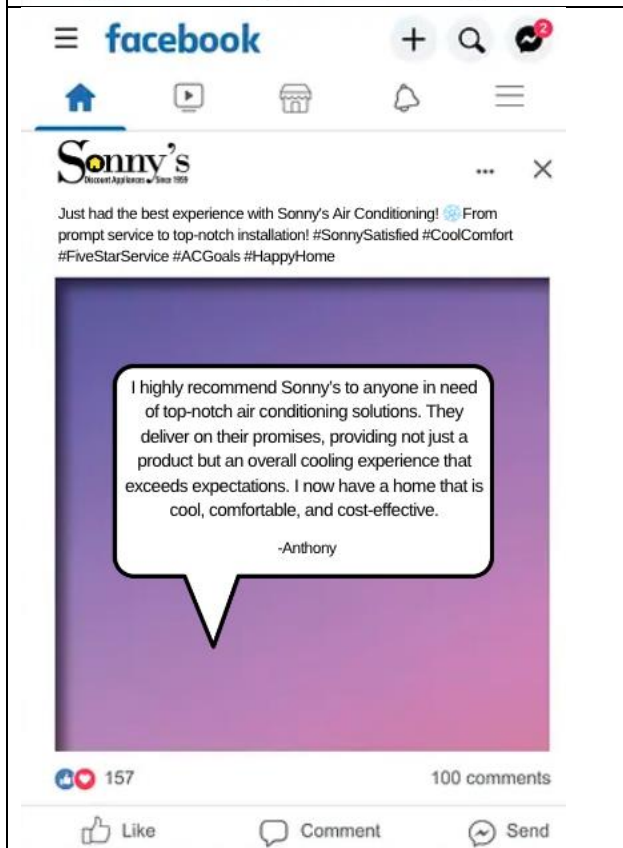 facebook
2
Sonny's
Discount Appliances Since 1959
Just had the best experience with Sonny's Air Conditioning! ❄️From
prompt service to top-notch installation! #SonnySatisfied #CoolComfort
#FiveStarService #ACGoals #HappyHome
I highly recommend Sonny's to anyone in need
of top-notch air conditioning solutions. They
deliver on their promises, providing not just a
product but an overall cooling experience that
exceeds expectations. I now have a home that is
cool, comfortable, and cost-effective.
-Anthony
157 100 comments
Like Comment Send